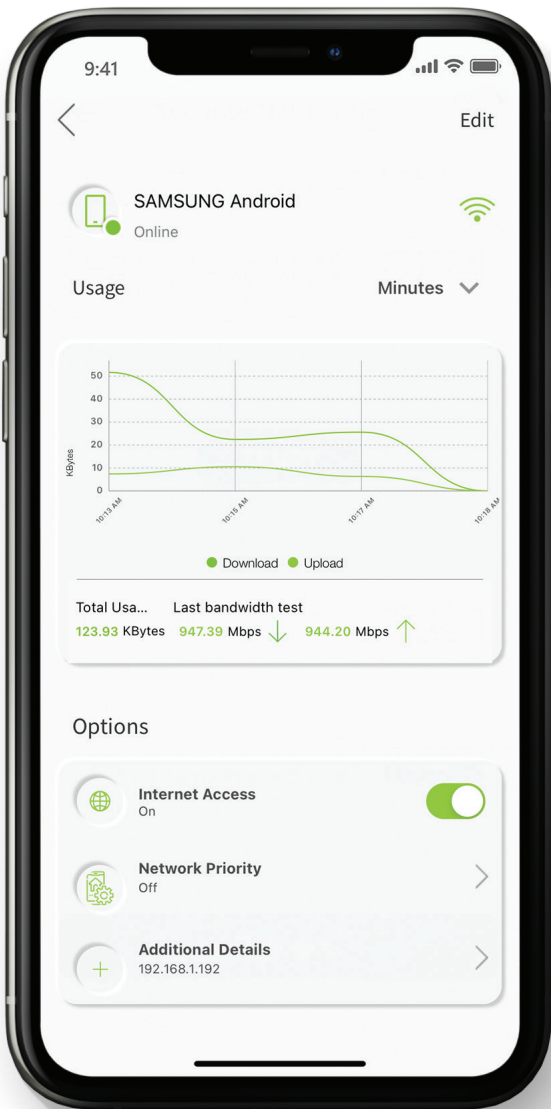 9:41
Edit
SAMSUNG Android
Online
Usage
Minutes
50
40
30
20
10
0
KBytes
10:13 AM
10:15 AM
10:17 AM
10:18 AM
Download
Upload
Total Usa...
Last bandwidth test
123.93 KBytes
947.39 Mbps
944.20 Mbps
Options
Internet Access
On
Network Priority
Off
Additional Details
192.168.1.192